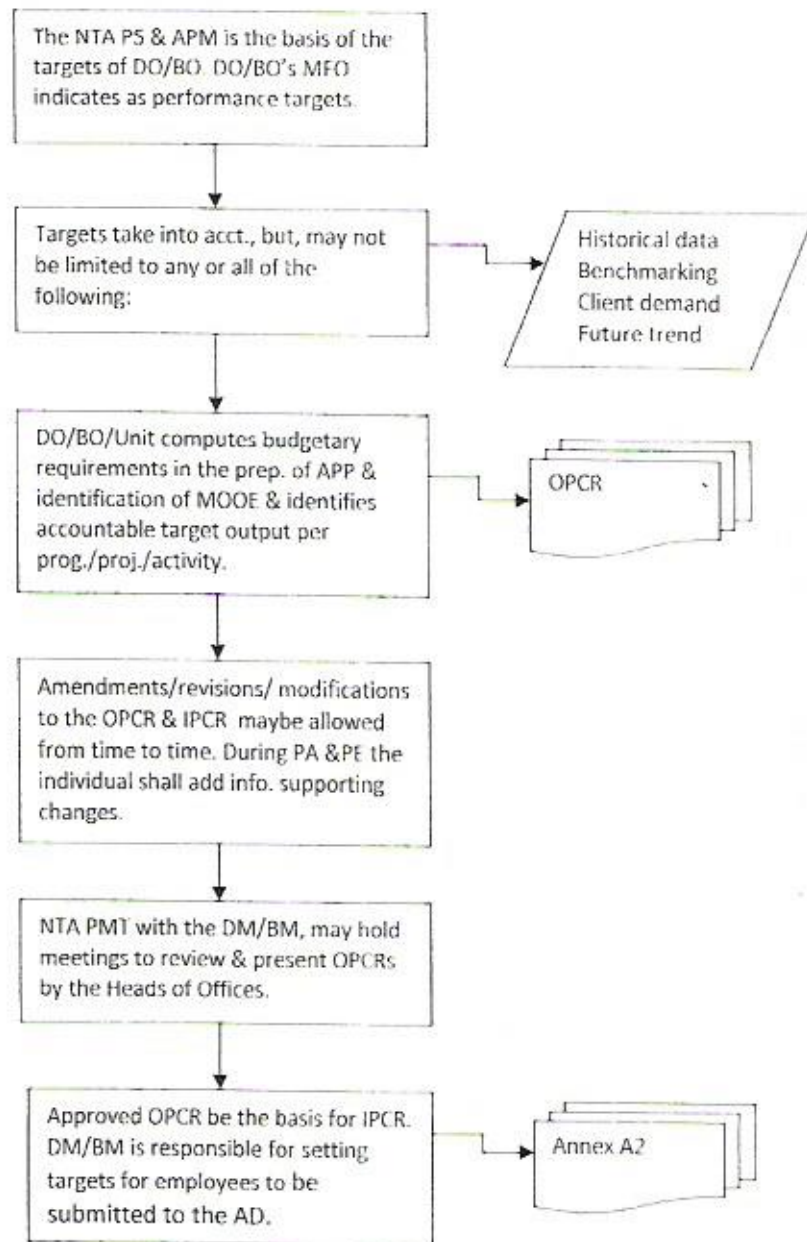 The NTA PS & APM is the basis of the
targets of DO/BO. DO/BO's MFO
indicates as performance targets.
Targets take into acct., but, may not
be limited to any or all of the
following:
Historical data
Benchmarking
Client demand
Future trend
DO/BO/Unit computes budgetary
requirements in the prep. of APP &
identification of MOOE & identifies
accountable target output per
prog./proj./activity.
OPCR
Amendments/revisions/ modifications
to the OPCR & IPCR maybe allowed
from time to time. During PA &PE the
individual shall add info. supporting
changes.
NTA PMT with the DM/BM, may hold
meetings to review & present OPCRs
by the Heads of Offices.
Approved OPCR be the basis for IPCR.
DM/BM is responsible for setting
targets for employees to be
submitted to the AD.
Annex A2